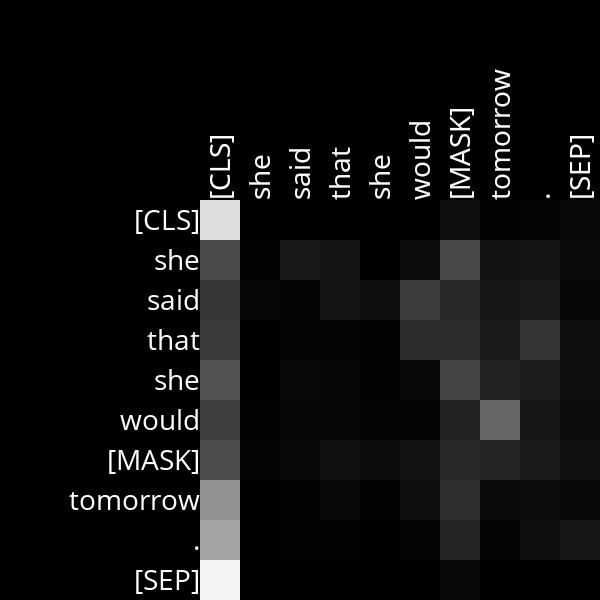 [CLS] she said that she would [MASK] tomorrow . [SEP]
[CLS]
she
said
that
she
would
[MASK]
tomorrow
.
[SEP]